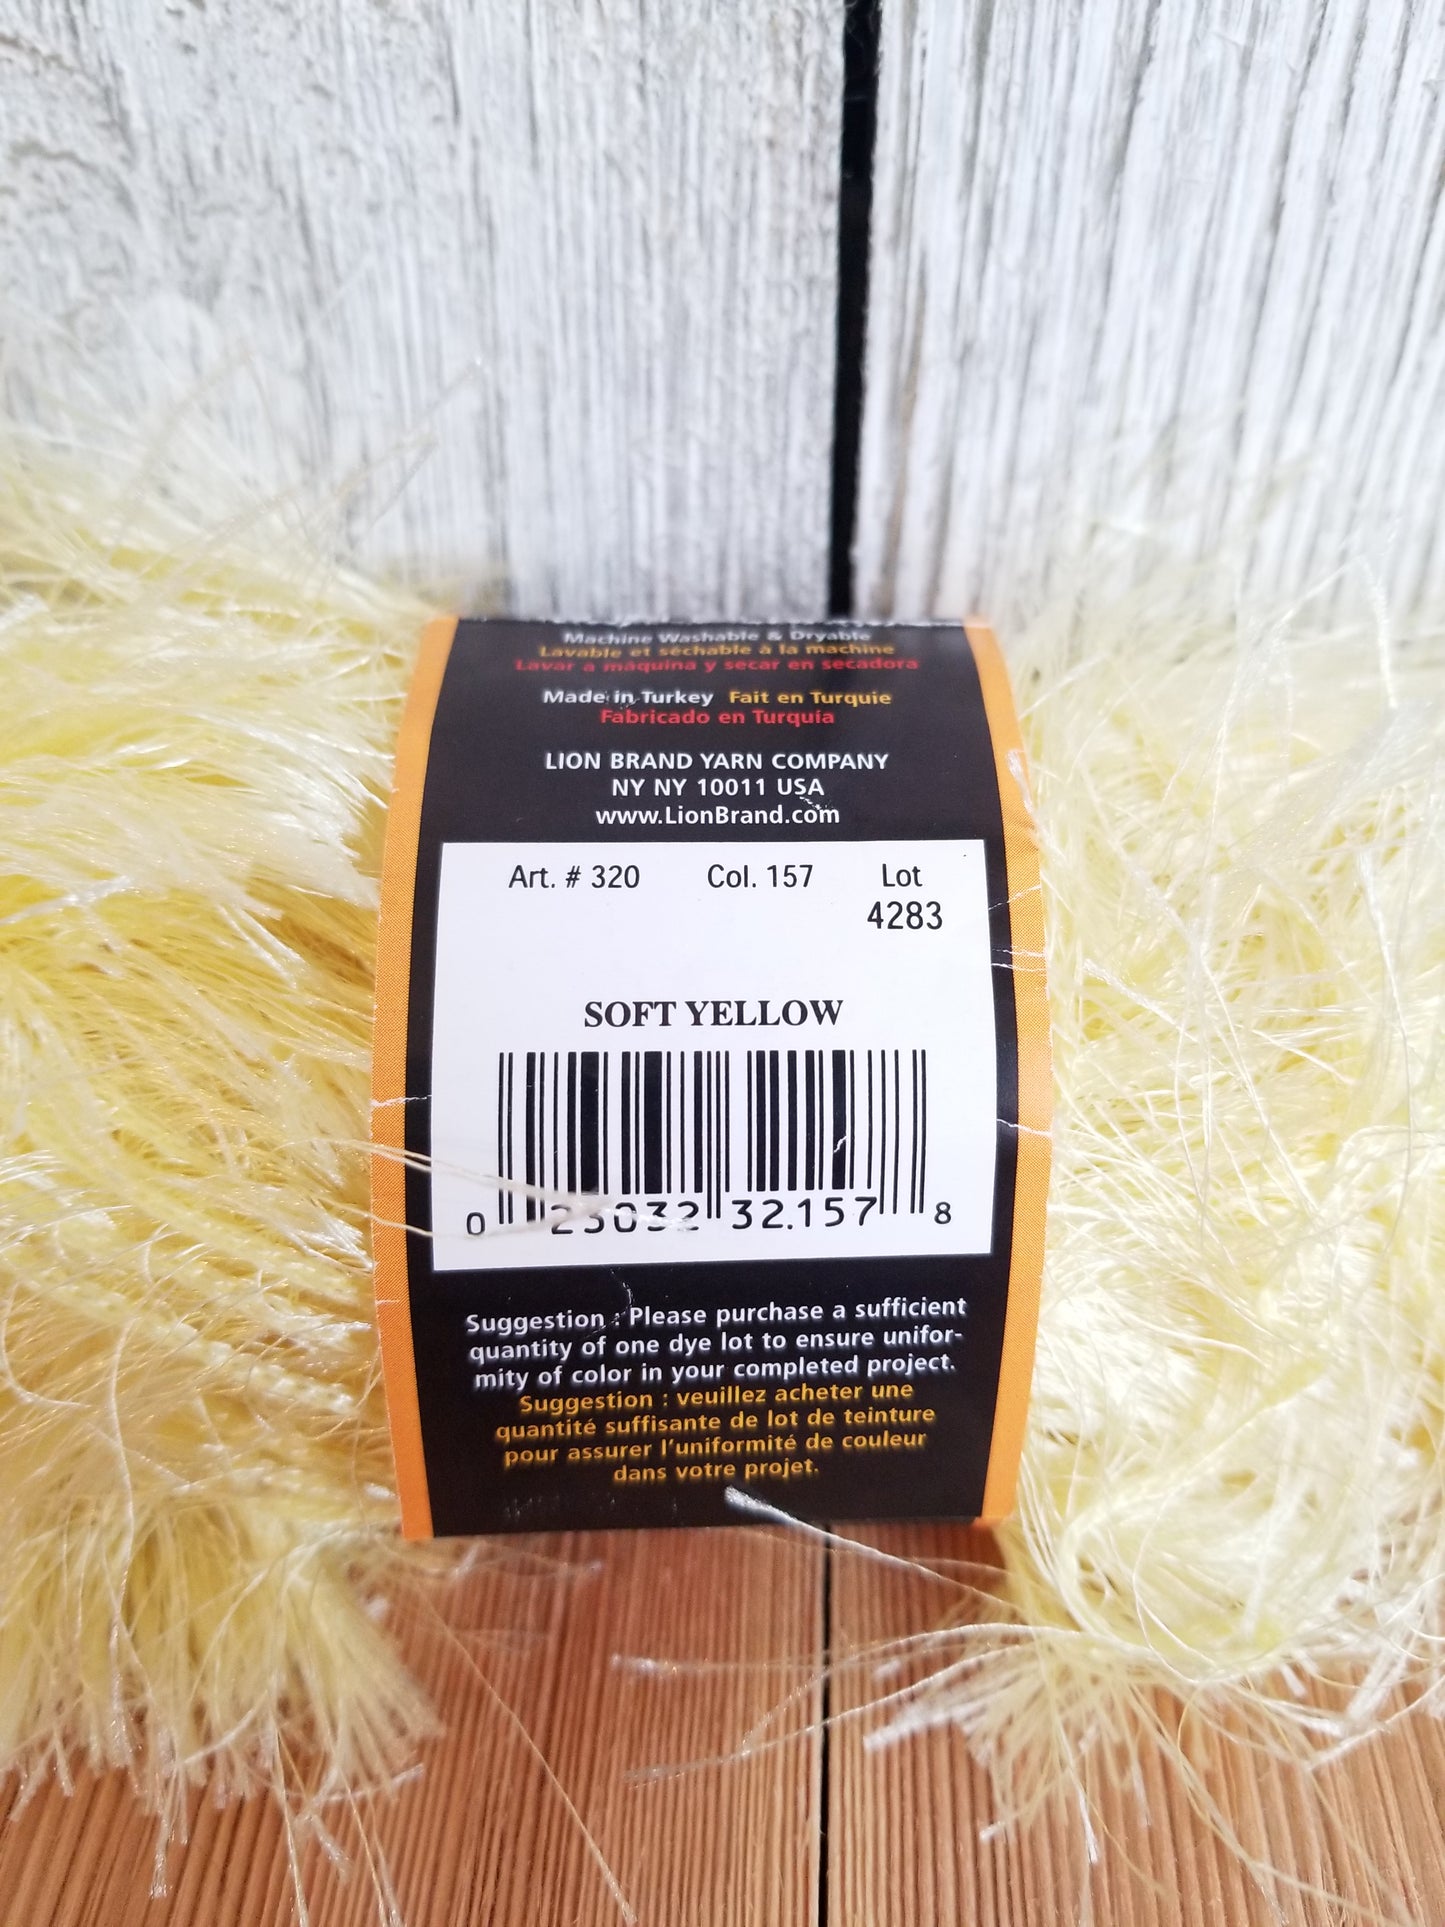 Machine Washable & Dryable
Lavable et séchable à la machine
Lavar a máquina y secar en secadora
Made in Turkey Fait en Turquie
Fabricado en Turquía
LION BRAND YARN COMPANY
NY NY 10011 USA
www.LionBrand.com
Art. # 320 Col. 157 Lot
4283
SOFT YELLOW
0 23032 32.157 8
Suggestion : Please purchase a sufficient
quantity of one dye lot to ensure unifor-
mity of color in your completed project.
Suggestion : veuillez acheter une
quantité suffisante de lot de teinture
pour assurer l'uniformité de couleur
dans votre projet.